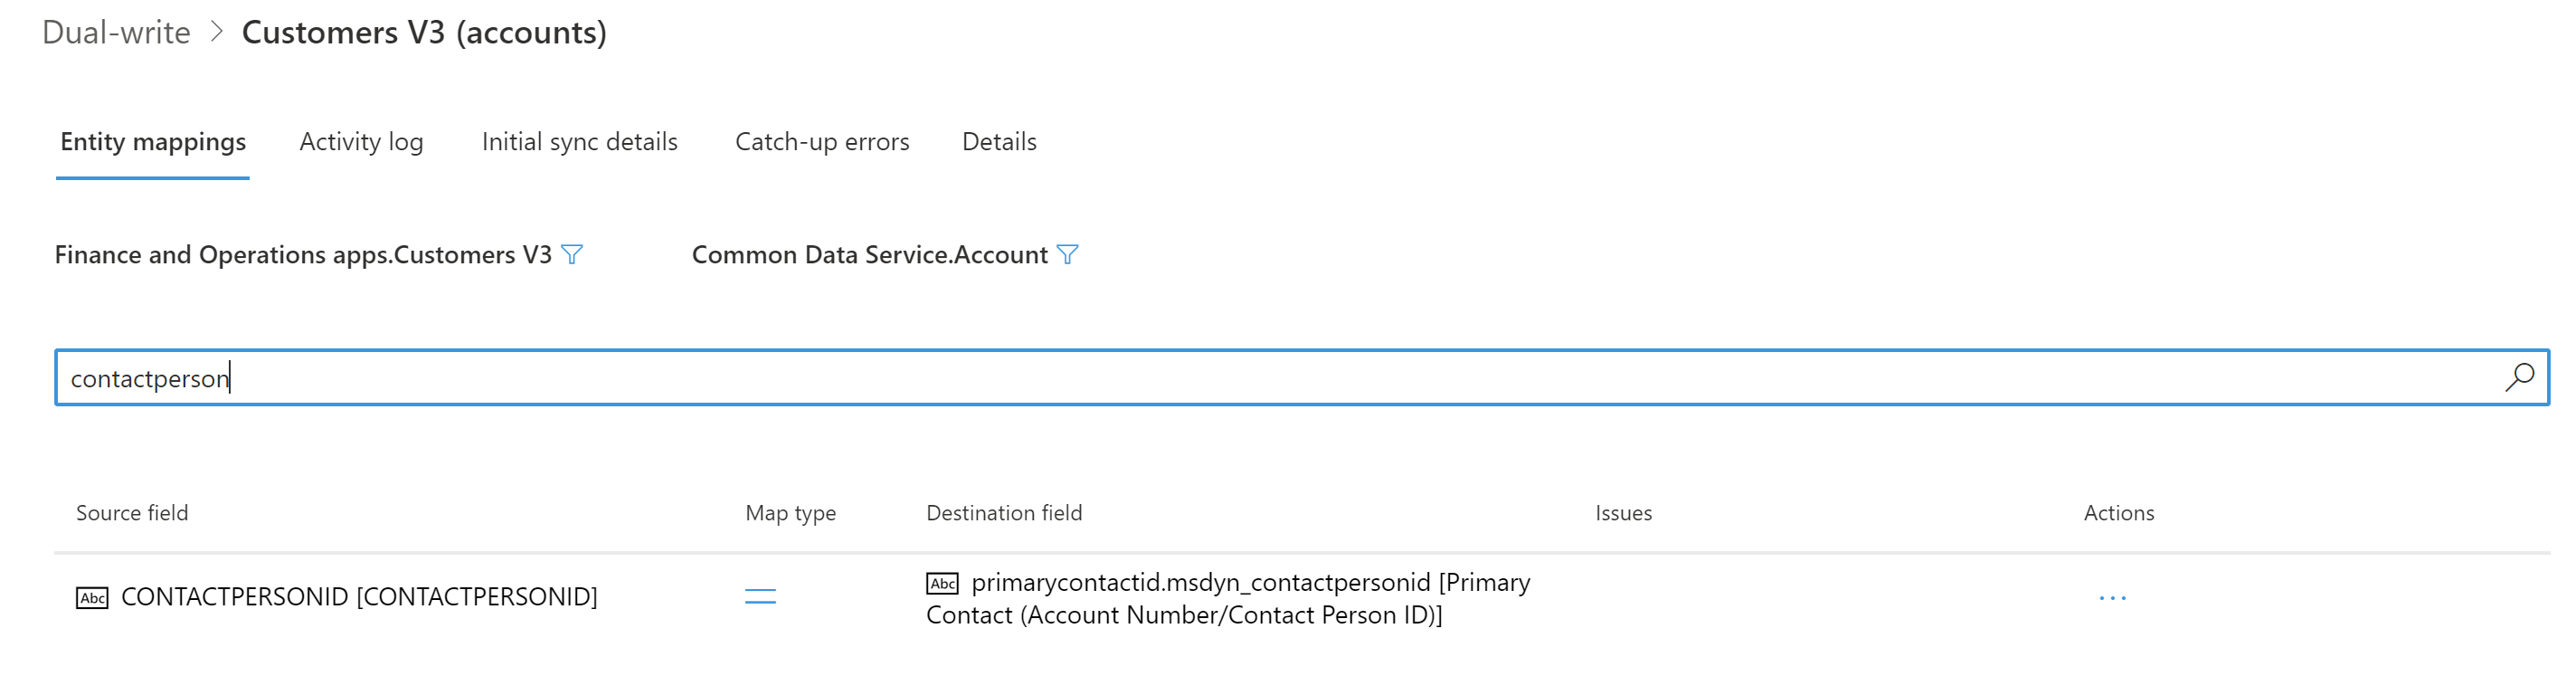 Dual-write > Customers V3 (accounts)
Entity mappings Activity log Initial sync details Catch-up errors Details
Finance and Operations apps.Customers V3 Common Data Service.Account
contactperson
Source field Map type Destination field Issues Actions
Abc CONTACTPERSONID [CONTACTPERSONID] = Abc primarycontactid.msdyn_contactpersonid [Primary
Contact (Account Number/Contact Person ID)] ...